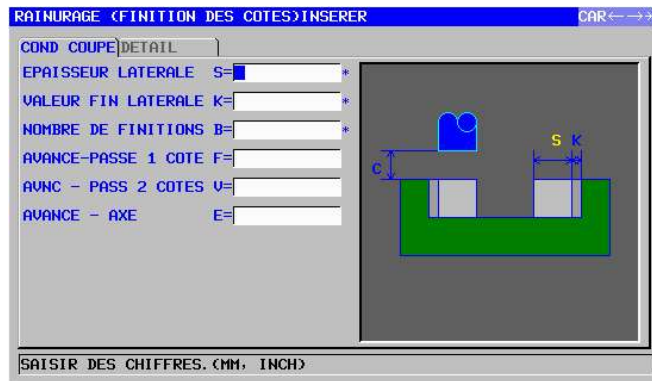 RAINURAGE (FINITION DES COTES)INSERER CAR←→
COND COUPE DETAIL
EPAISSEUR LATERALE S= *
VALEUR FIN LATERALE K= *
NOMBRE DE FINITIONS B= *
AVANCE-PASSE 1 COTE F=
AVNC - PASS 2 COTES V=
AVANCE - AXE E=
S K
C
SAISIR DES CHIFFRES.(MM, INCH)